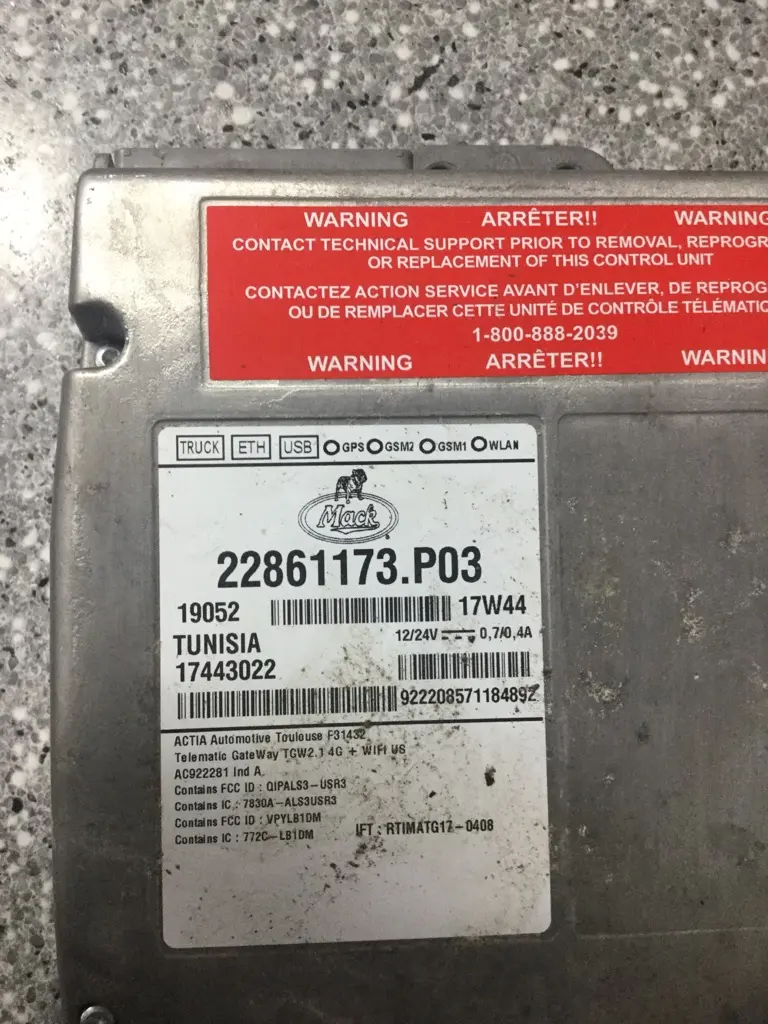 WARNING ARRÊTER!! WARNING
CONTACT TECHNICAL SUPPORT PRIOR TO REMOVAL, REPROGR
OR REPLACEMENT OF THIS CONTROL UNIT
CONTACTEZ ACTION SERVICE AVANT D'ENLEVER, DE REPROG
OU DE REMPLACER CETTE UNITÉ DE CONTRÔLE TÉLÉMATIQ
1-800-888-2039
WARNING ARRÊTER!! WARNIN
TRUCK ETH USB GPS GSM2 GSM1 WLAN
Mack
22861173.P03
19052 17W44
TUNISIA 12/24V 0,7/0,4A
17443022
922208571184892
ACTIA Automotive Toulouse F31432
Telematic GateWay TGW2.1 4G + WIFI US
AC922281 Ind A
Contains FCC ID : QIPALS3-USR3
Contains IC : 7830A-ALS3USR3
Contains FCC ID : VPYLB1DM
Contains IC : 772C-LB1DM IFT : RTIMATG17-0408